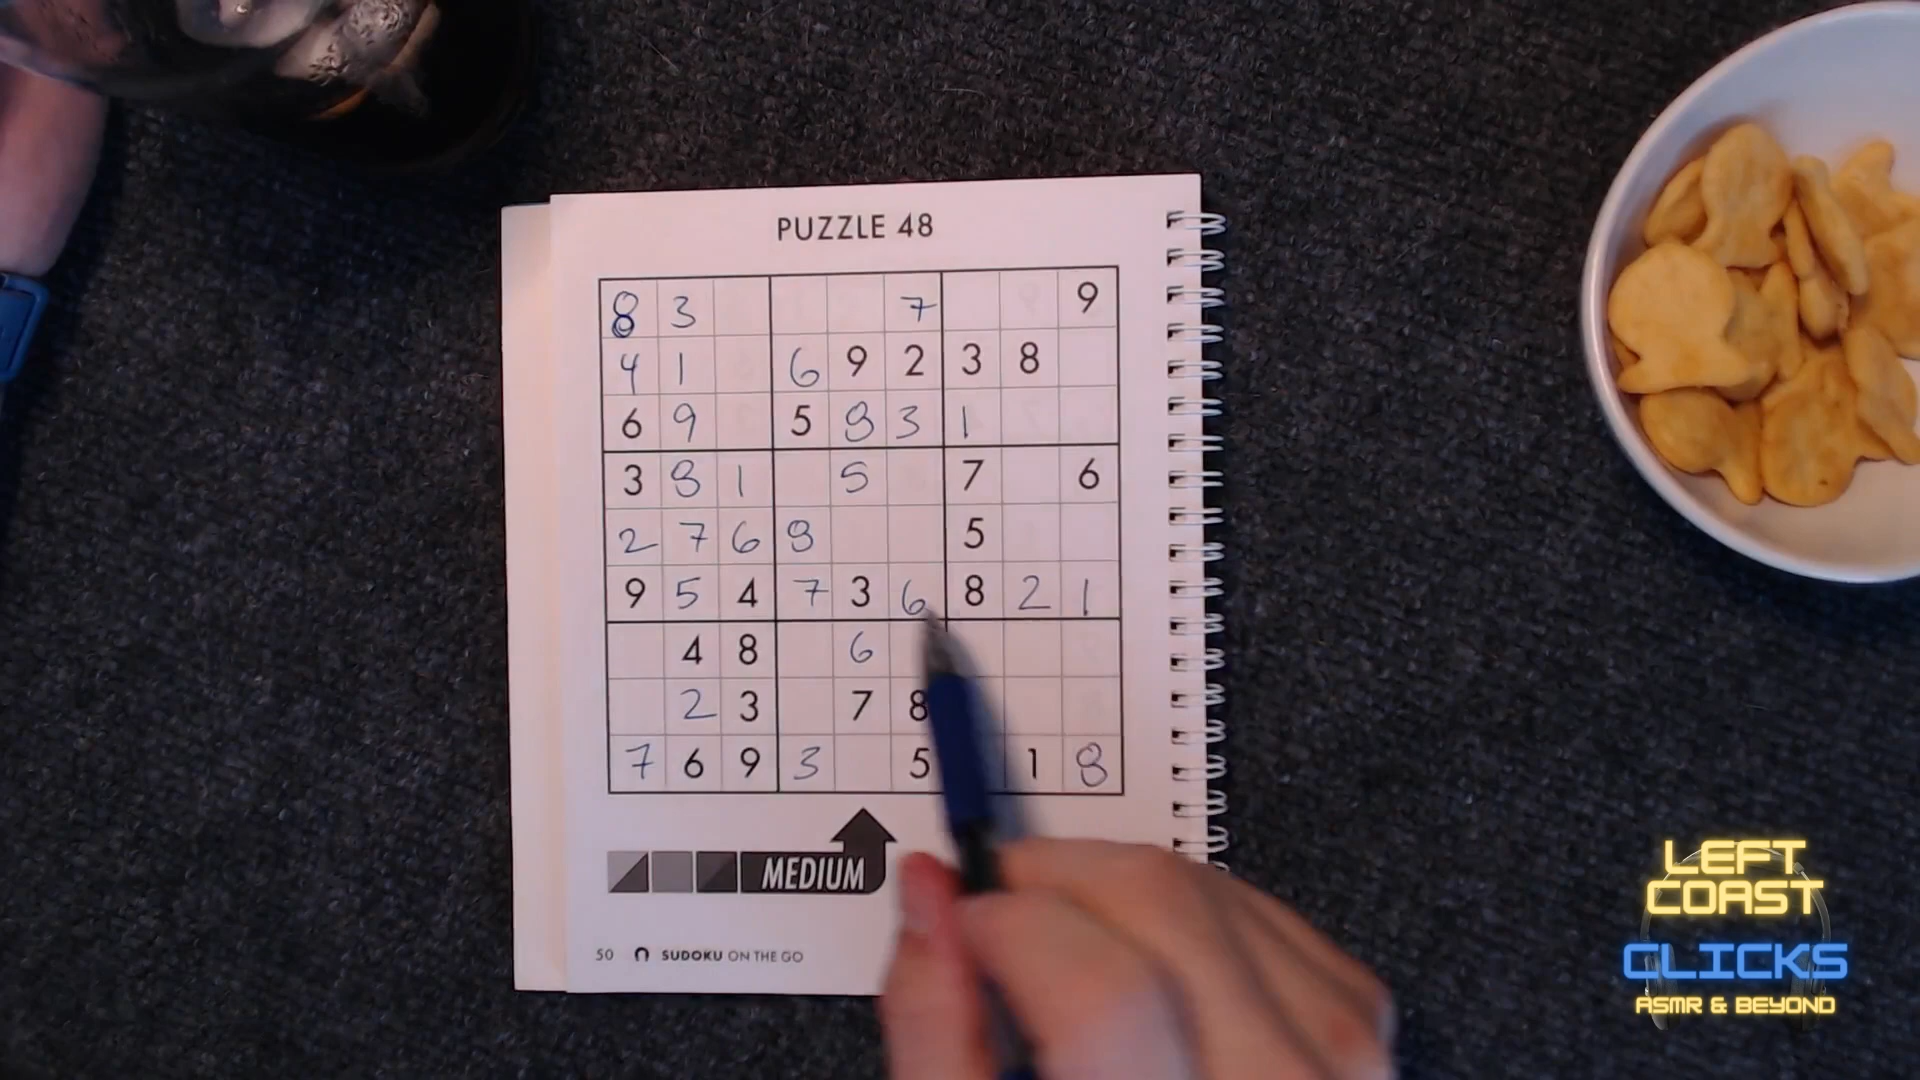 PUZZLE 48
8 3 7 9
4 1 6 9 2 3 8
6 9 5 8 3 1
3 8 1 5 7 6
2 7 6 8 5
9 5 4 7 3 6 8 2 1
4 8 6
2 3 7 8
7 6 9 3 5 1 8
MEDIUM
50 SUDOKU ON THE GO
LEFT
COAST
CLICKS
ASMR & BEYOND